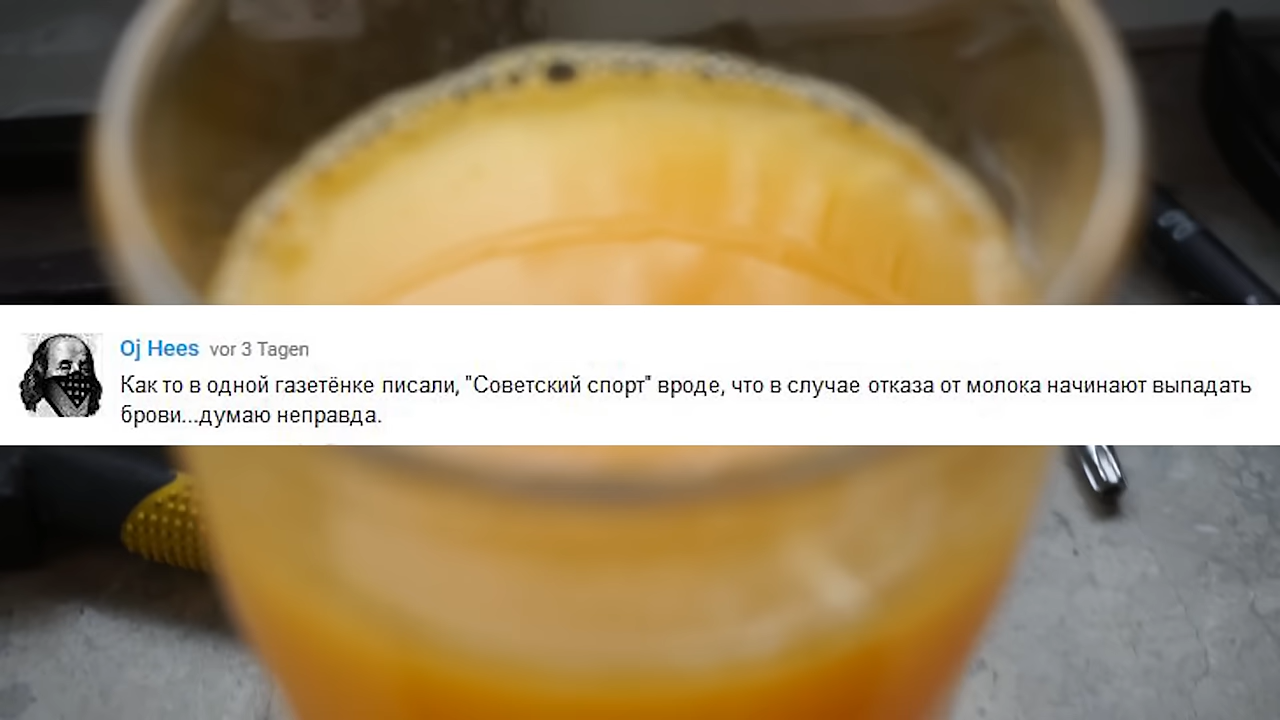 Oj Hees vor 3 Tagen
Как то в одной газетёнке писали, "Советский спорт" вроде, что в случае отказа от молока начинают выпадать
брови...думаю неправда.